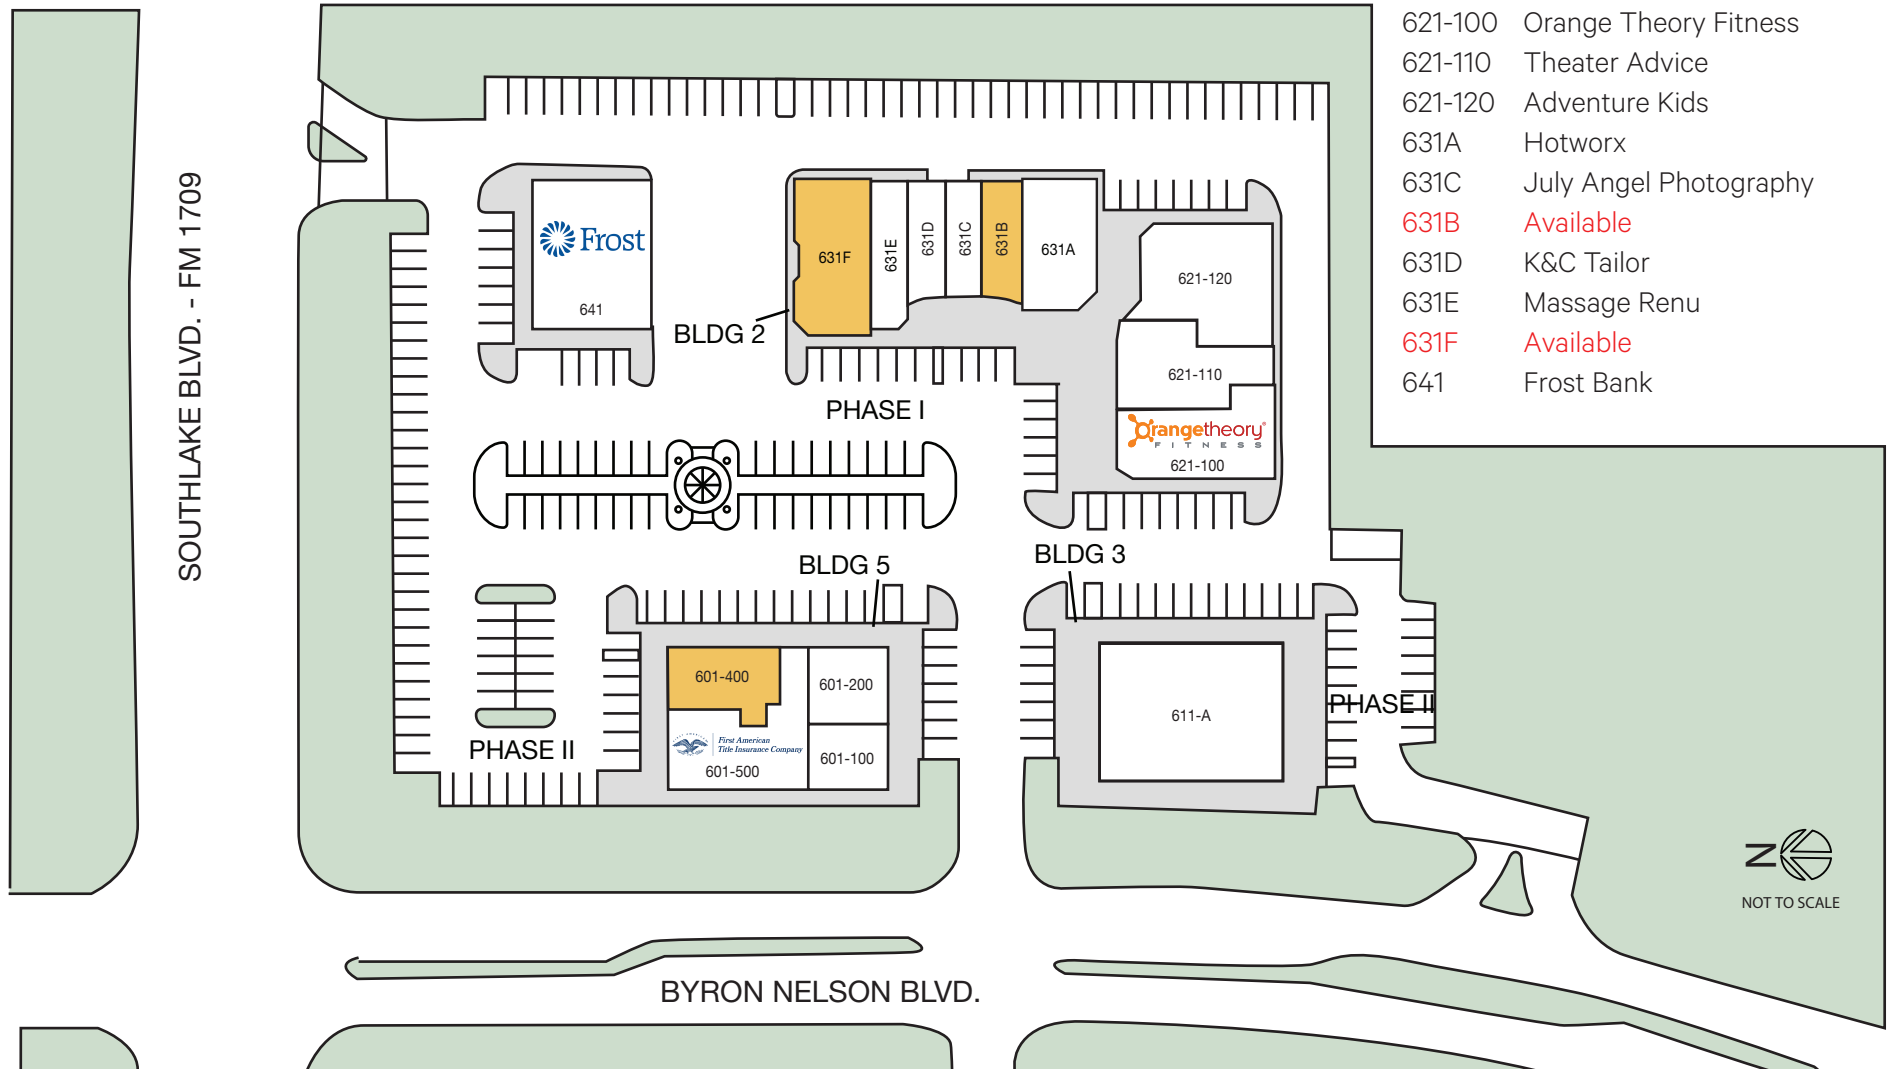 621-100 Orange Theory Fitness
621-110 Theater Advice
621-120 Adventure Kids
631A Hotworx
631C July Angel Photography
631B Available
631D K&C Tailor
631E Massage Renu
631F Available
641 Frost Bank
SOUTHLAKE BLVD. - FM 1709
Frost
641
BLDG 2
631F
631E
631D
631C
631B
631A
621-120
621-110
orangetheory®
FITNESS
621-100
PHASE I
BLDG 5
BLDG 3
601-400
601-200
First American
Title Insurance Company
601-500
601-100
611-A
PHASE II
PHASE II
BYRON NELSON BLVD.
N
NOT TO SCALE